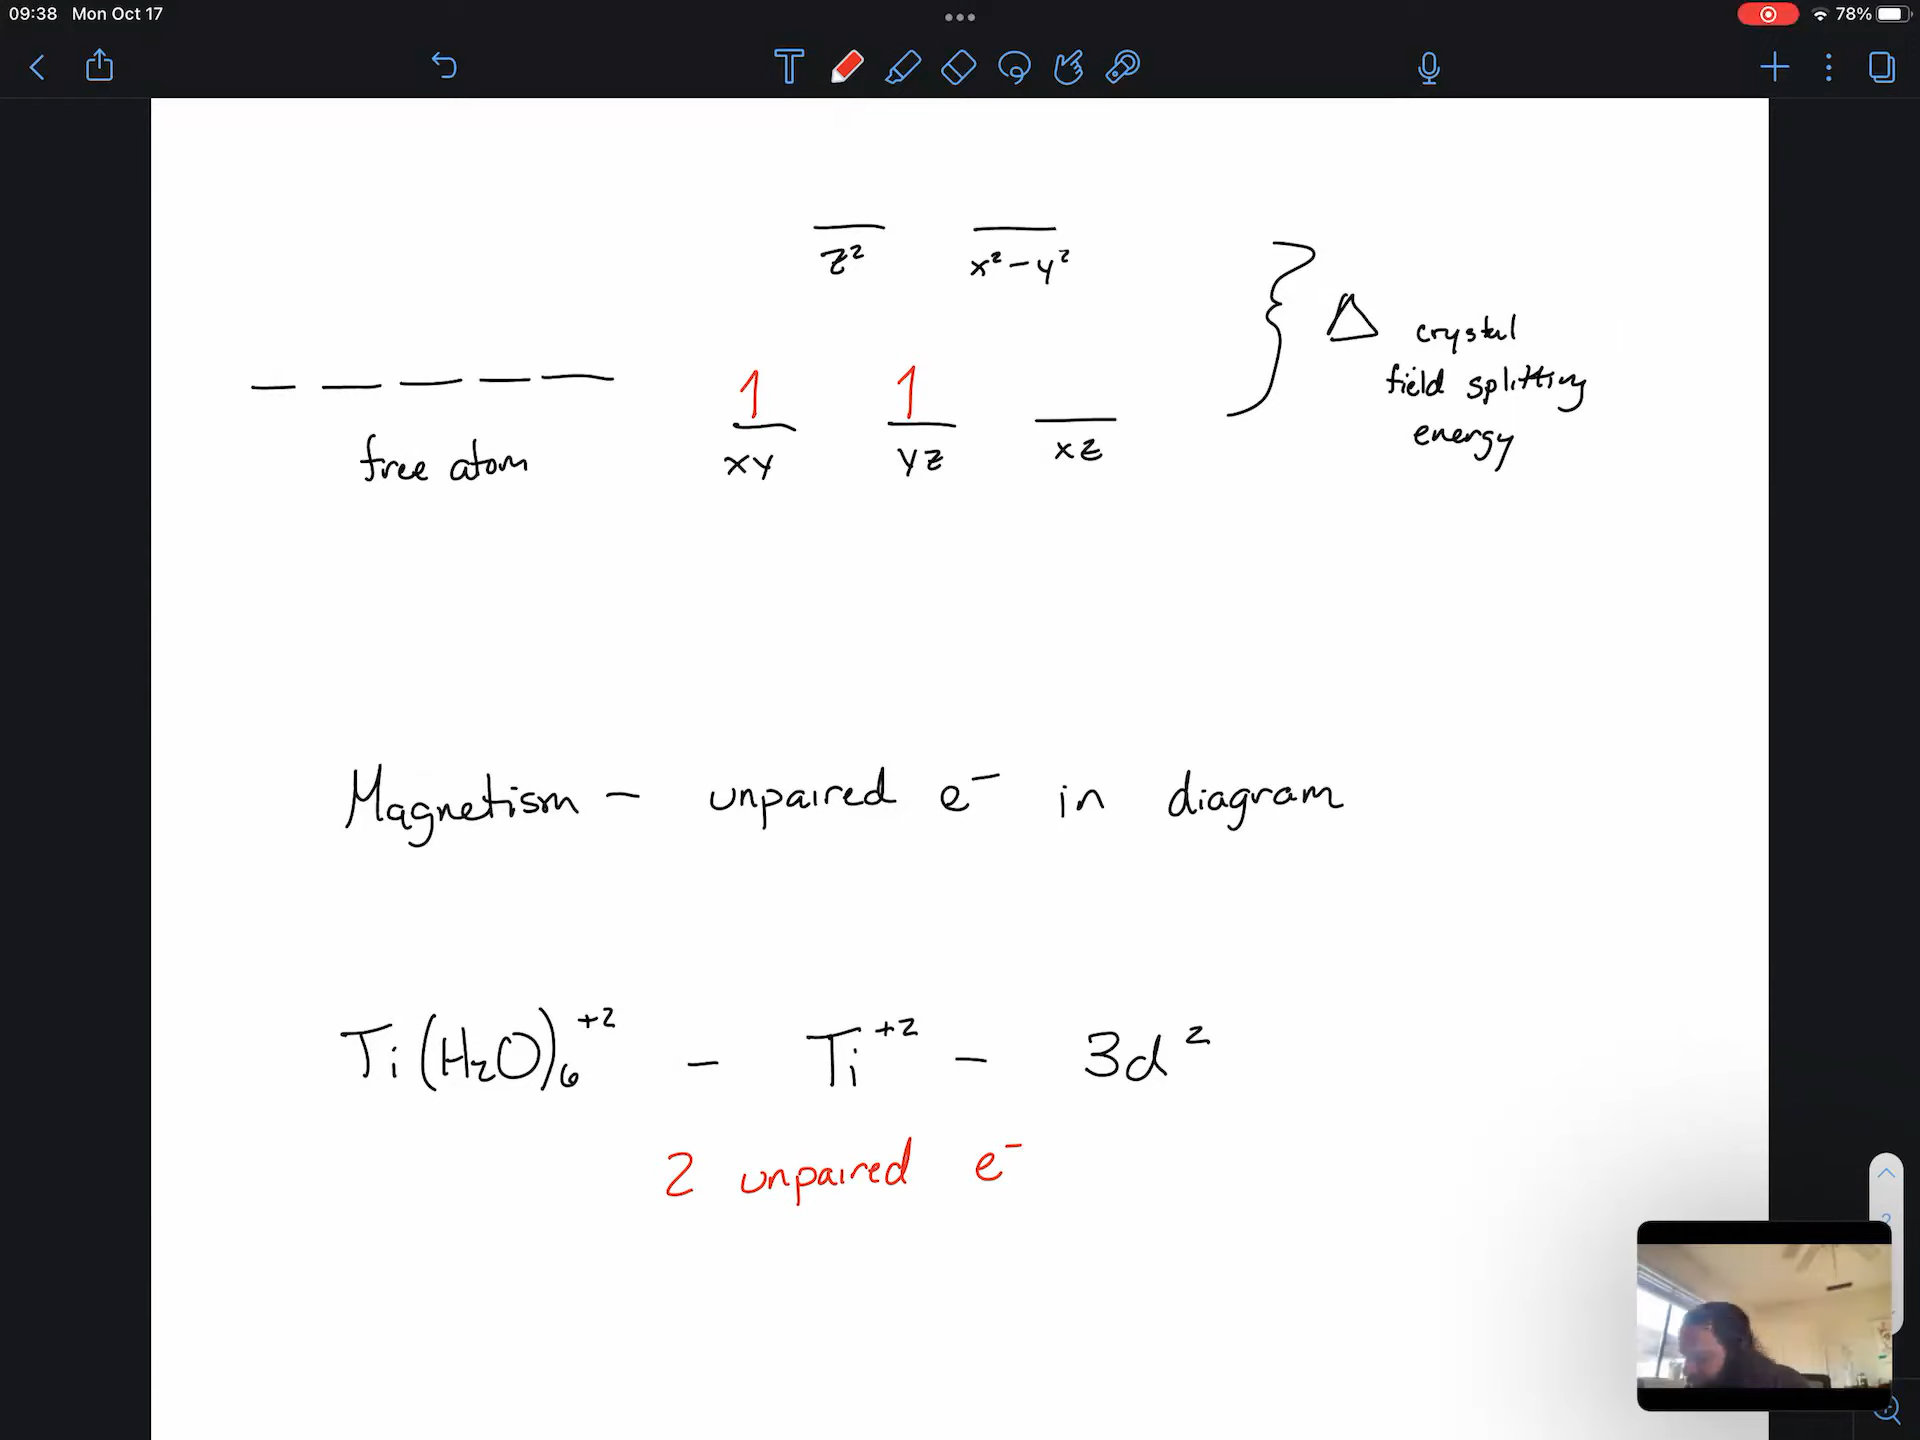 09:38 Mon Oct 17
78%
T
z² x²-y²
Δ crystal
field splitting
energy
1 1
xy yz xz
free atom
Magnetism - unpaired e⁻ in diagram
Ti(H₂O)₆⁺² - Ti⁺² - 3d²
2 unpaired e⁻
2